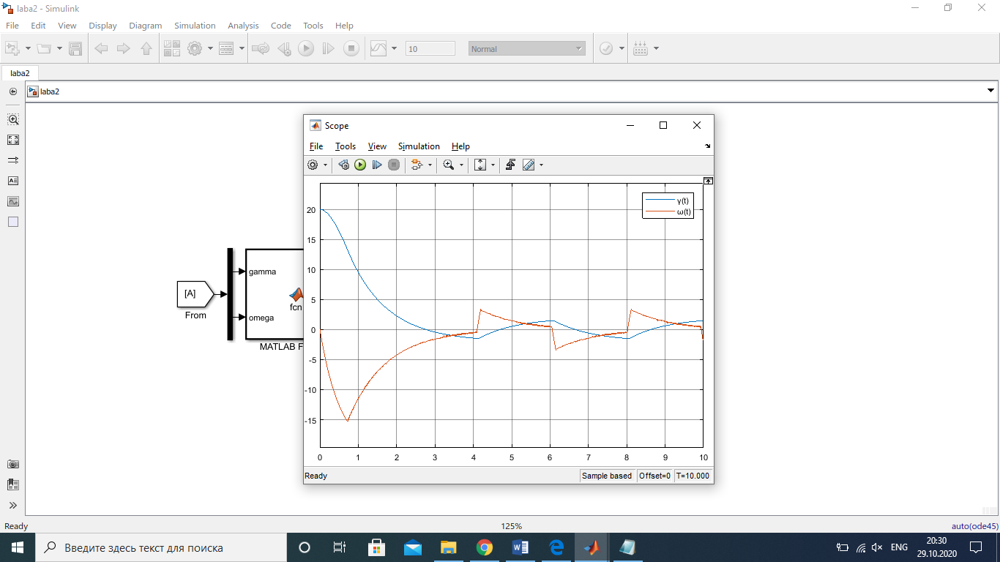 laba2 - Simulink
File Edit View Display Diagram Simulation Analysis Code Tools Help
10
Normal
laba2
laba2
[A]
From
gamma
omega
fcn
MATLAB F
Scope
File Tools View Simulation Help
γ(t)
ω(t)
20
15
10
5
0
-5
-10
-15
0 1 2 3 4 5 6 7 8 9 10
Ready
Sample based Offset=0 T=10.000
Ready
125%
auto(ode45)
Введите здесь текст для поиска
ENG
20:30
29.10.2020